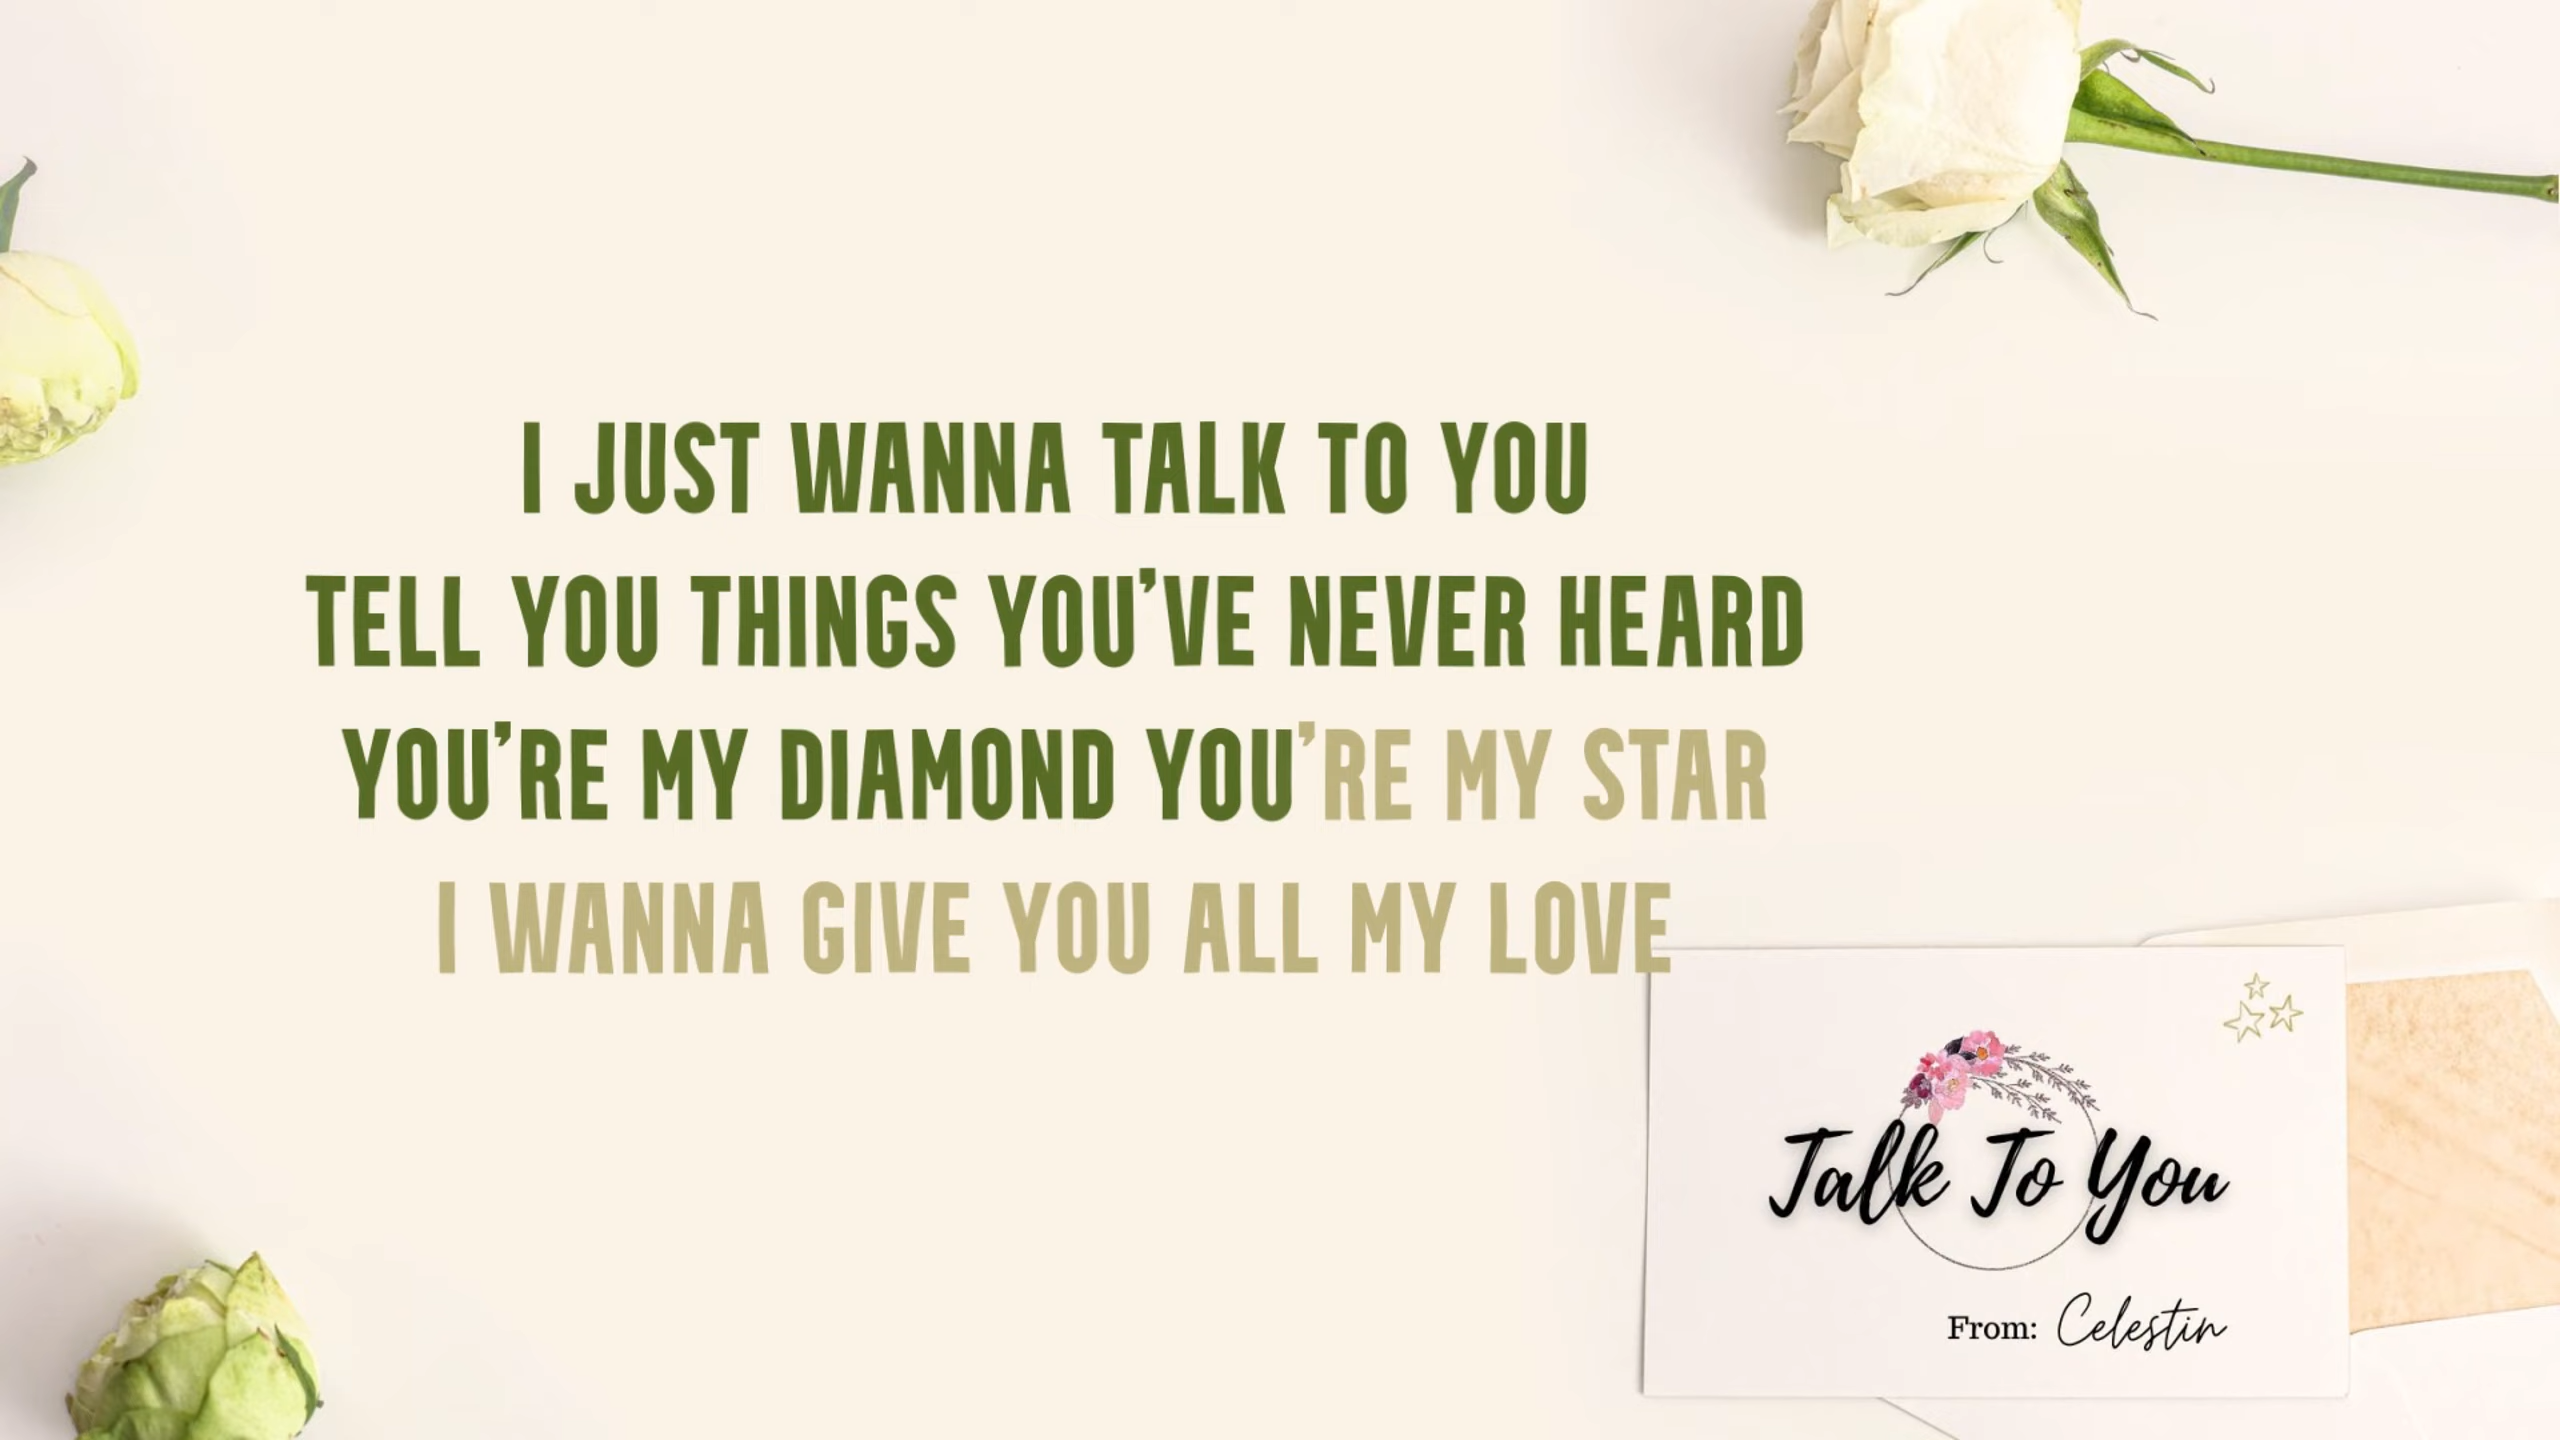 I JUST WANNA TALK TO YOU
TELL YOU THINGS YOU'VE NEVER HEARD
YOU'RE MY DIAMOND YOU'RE MY STAR
I WANNA GIVE YOU ALL MY LOVE
Talk To You
From: Celestin